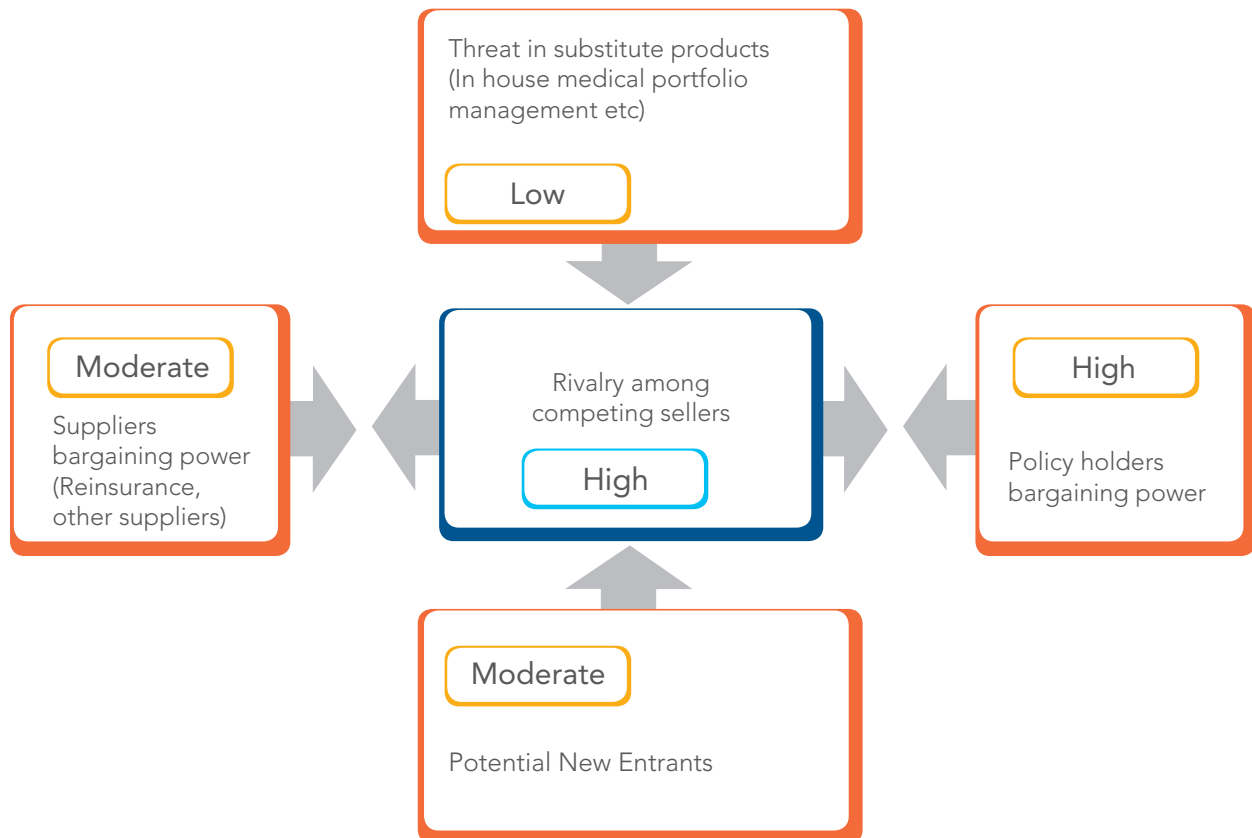 Threat in substitute products
(In house medical portfolio
management etc)
Low
Moderate
Suppliers
bargaining power
(Reinsurance,
other suppliers)
Rivalry among
competing sellers
High
High
Policy holders
bargaining power
Moderate
Potential New Entrants